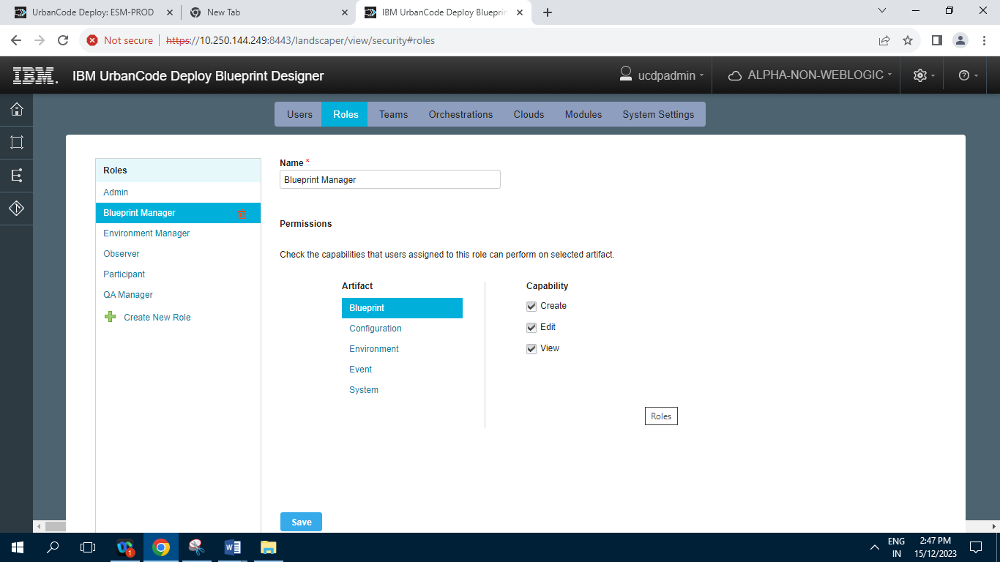 UrbanCode Deploy: ESM-PROD
New Tab
IBM UrbanCode Deploy Blueprin
Not secure
https://10.250.144.249:8443/landscaper/view/security#roles
IBM.
IBM UrbanCode Deploy Blueprint Designer
ucdpadmin
ALPHA-NON-WEBLOGIC
Users
Roles
Teams
Orchestrations
Clouds
Modules
System Settings
Roles
Admin
Blueprint Manager
Environment Manager
Observer
Participant
QA Manager
Create New Role
Name *
Blueprint Manager
Permissions
Check the capabilities that users assigned to this role can perform on selected artifact.
Artifact
Blueprint
Configuration
Environment
Event
System
Capability
Create
Edit
View
Roles
Save
1
ENG
IN
2:47 PM
15/12/2023